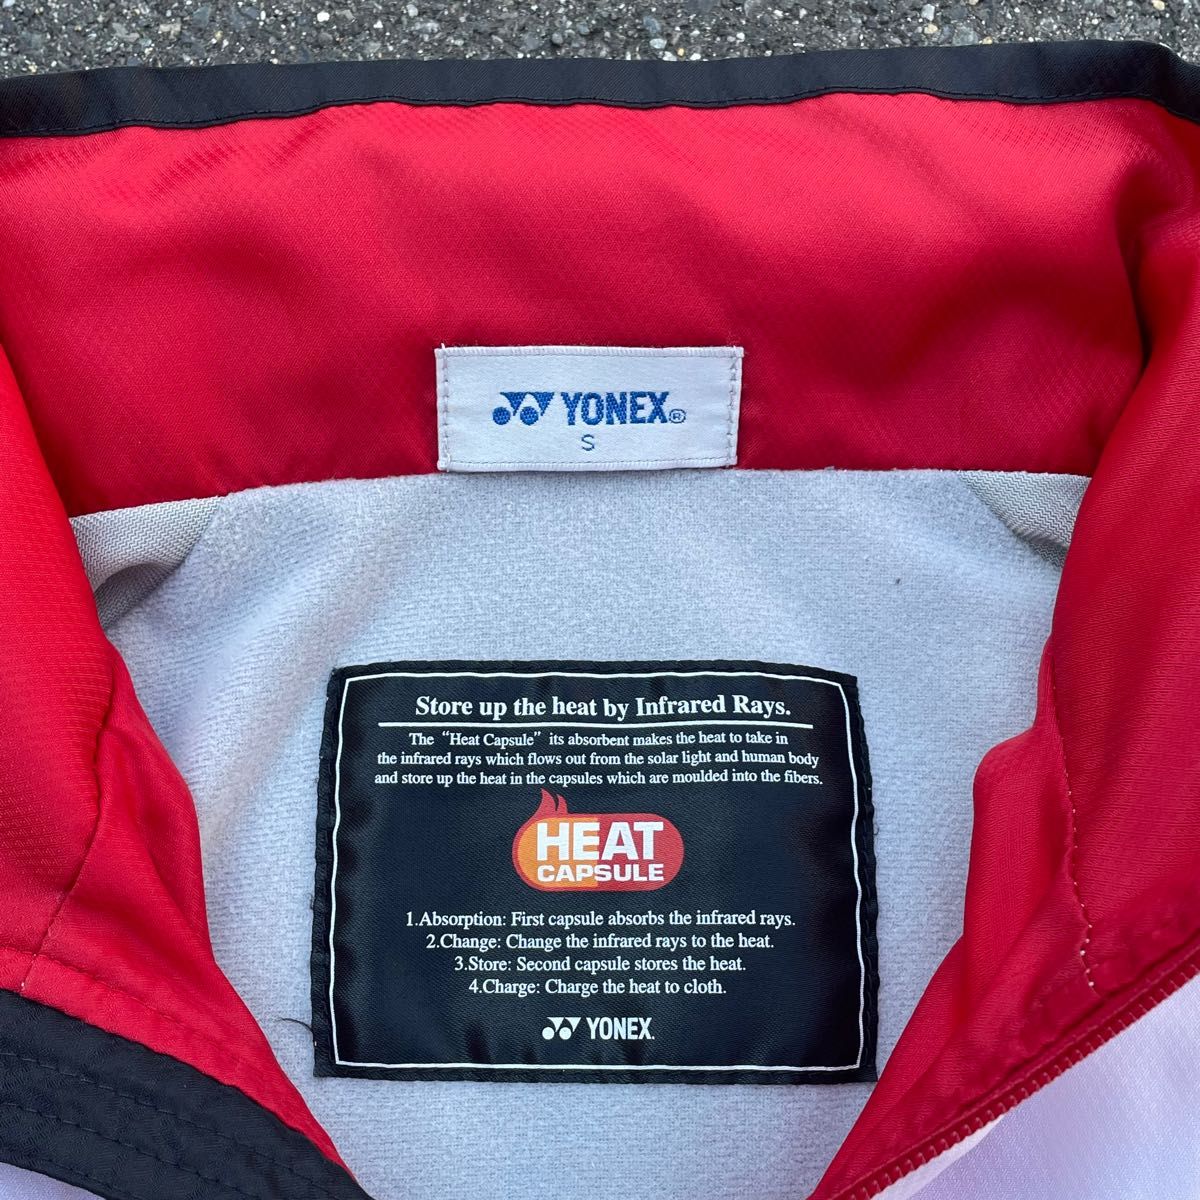 YONEX®
S
Store up the heat by Infrared Rays.
The “Heat Capsule” its absorbent makes the heat to take in
the infrared rays which flows out from the solar light and human body
and store up the heat in the capsules which are moulded into the fibers.
HEAT
CAPSULE
1.Absorption: First capsule absorbs the infrared rays.
2.Change: Change the infrared rays to the heat.
3.Store: Second capsule stores the heat.
4.Charge: Charge the heat to cloth.
YONEX.